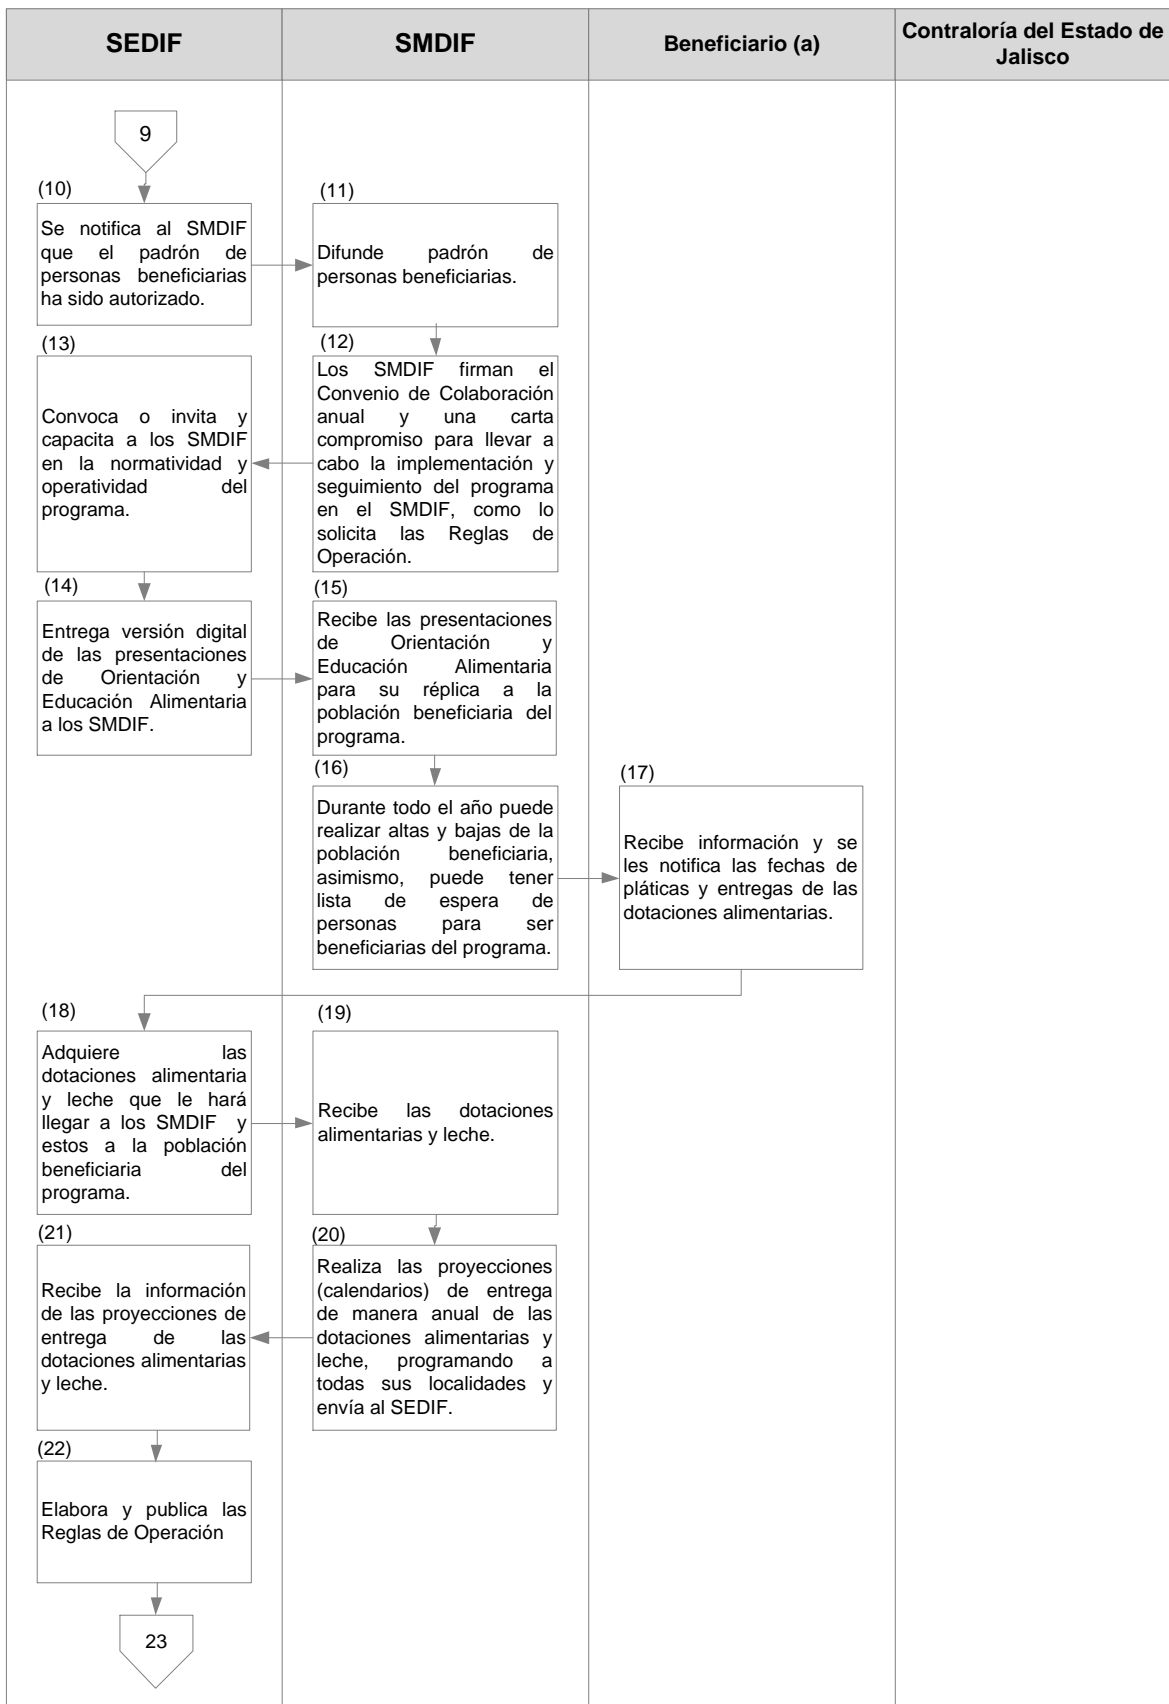 SEDIF
SMDIF
Beneficiario (a)
Contraloría del Estado de
Jalisco
9
(10)
Se notifica al SMDIF
que el padrón de
personas beneficiarias
ha sido autorizado.
(11)
Difunde padrón de
personas beneficiarias.
(12)
Los SMDIF firman el
Convenio de Colaboración
anual y una carta
compromiso para llevar a
cabo la implementación y
seguimiento del programa
en el SMDIF, como lo
solicita las Reglas de
Operación.
(13)
Convoca o invita y
capacita a los SMDIF
en la normatividad y
operatividad del
programa.
(14)
Entrega versión digital
de las presentaciones
de Orientación y
Educación Alimentaria
a los SMDIF.
(15)
Recibe las presentaciones
de Orientación y
Educación Alimentaria
para su réplica a la
población beneficiaria del
programa.
(16)
Durante todo el año puede
realizar altas y bajas de la
población beneficiaria,
asimismo, puede tener
lista de espera de
personas para ser
beneficiarias del programa.
(17)
Recibe información y se
les notifica las fechas de
pláticas y entregas de las
dotaciones alimentarias.
(18)
Adquiere las
dotaciones alimentaria
y leche que le hará
llegar a los SMDIF y
estos a la población
beneficiaria del
programa.
(19)
Recibe las dotaciones
alimentarias y leche.
(20)
Realiza las proyecciones
(calendarios) de entrega
de manera anual de las
dotaciones alimentarias y
leche, programando a
todas sus localidades y
envía al SEDIF.
(21)
Recibe la información
de las proyecciones de
entrega de las
dotaciones alimentarias
y leche.
(22)
Elabora y publica las
Reglas de Operación
23